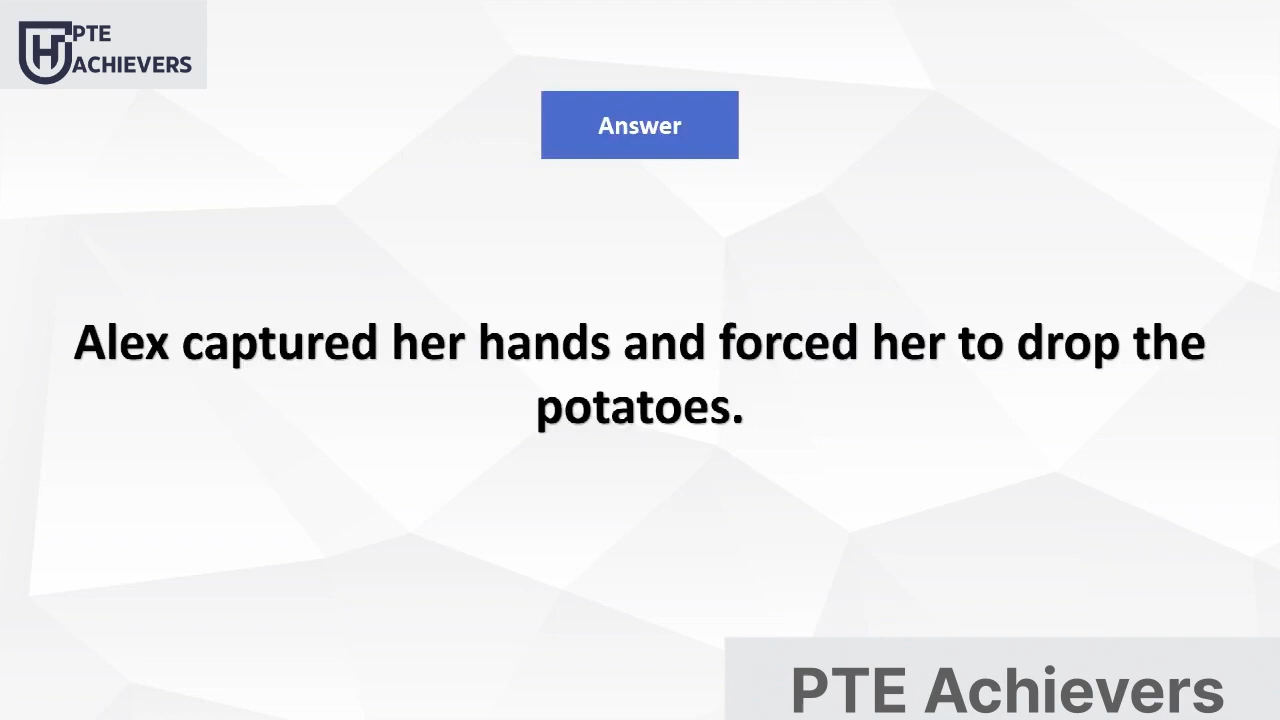 PTE
ACHIEVERS
Answer
Alex captured her hands and forced her to drop the
potatoes.
PTE Achievers